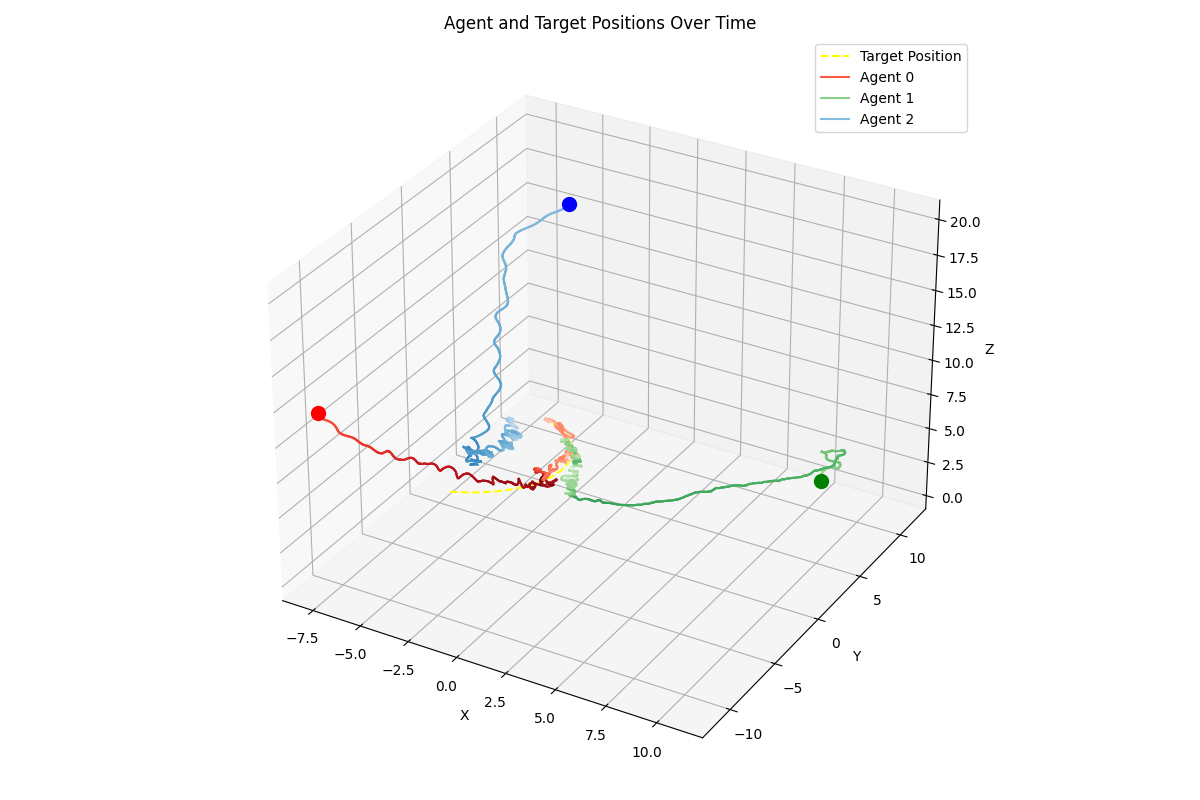 Agent and Target Positions Over Time
Target Position
Agent 0
Agent 1
Agent 2
20.0
17.5
15.0
12.5
10.0
7.5
5.0
2.5
0.0
Z
10
5
0
−5
−10
Y
−7.5
−5.0
−2.5
0.0
2.5
5.0
7.5
10.0
X